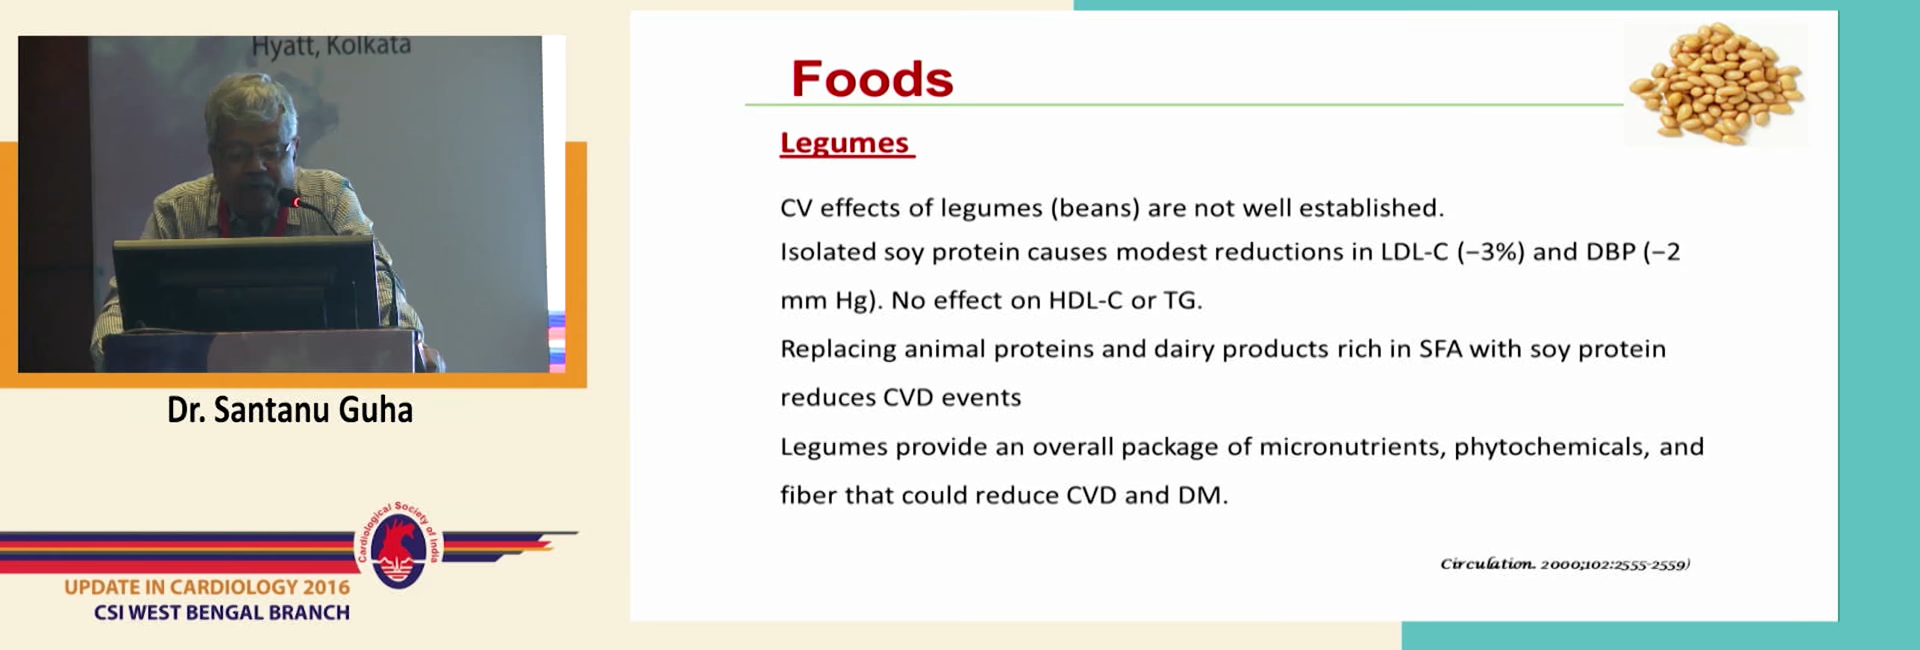 Hyatt, Kolkata
Dr. Santanu Guha
Cardiological Society of India
UPDATE IN CARDIOLOGY 2016
CSI WEST BENGAL BRANCH
Foods
Legumes
CV effects of legumes (beans) are not well established.
Isolated soy protein causes modest reductions in LDL-C (−3%) and DBP (−2
mm Hg). No effect on HDL-C or TG.
Replacing animal proteins and dairy products rich in SFA with soy protein
reduces CVD events
Legumes provide an overall package of micronutrients, phytochemicals, and
fiber that could reduce CVD and DM.
Circulation. 2000;102:2555-2559)